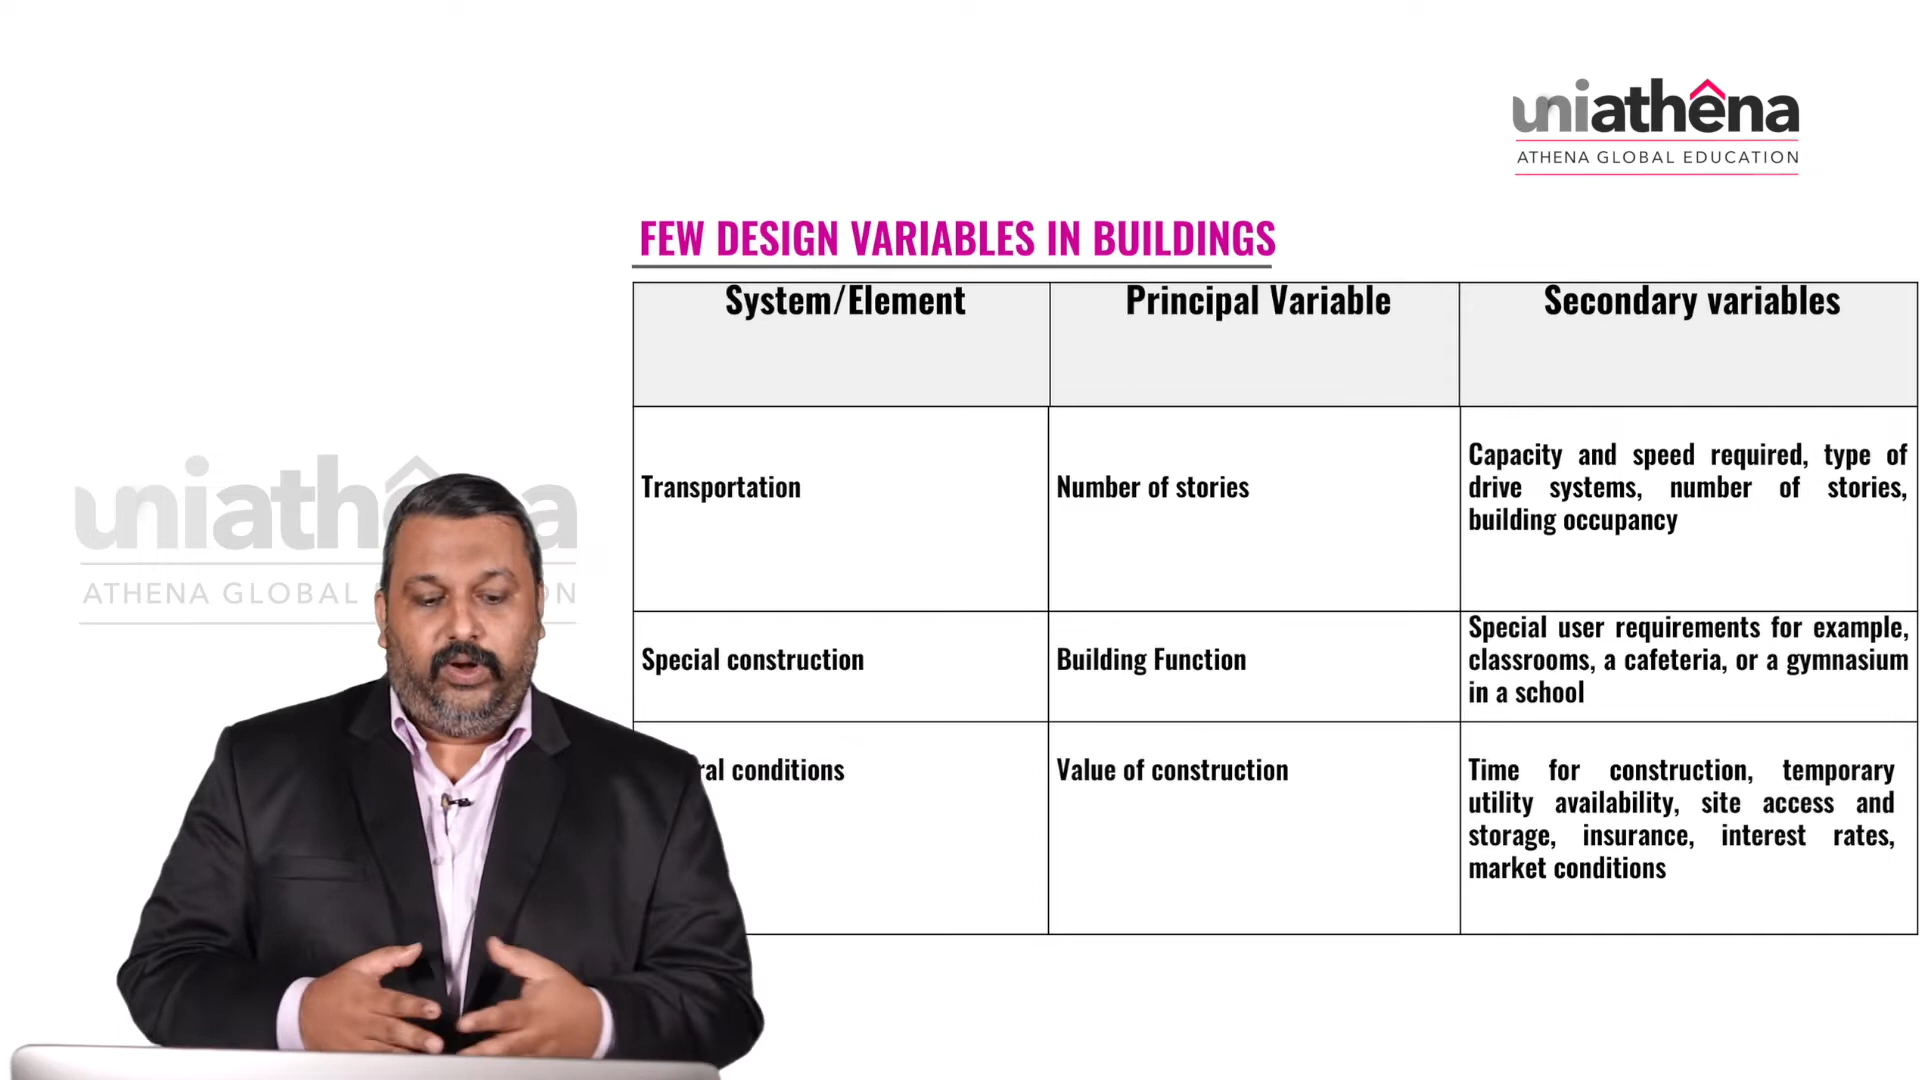 uniathena
ATHENA GLOBAL EDUCATION
FEW DESIGN VARIABLES IN BUILDINGS
System/Element
Principal Variable
Secondary variables
Transportation
Number of stories
Capacity and speed required, type of
drive systems, number of stories,
building occupancy
Special construction
Building Function
Special user requirements for example,
classrooms, a cafeteria, or a gymnasium
in a school
conditions
Value of construction
Time for construction, temporary
utility availability, site access and
storage, insurance, interest rates,
market conditions
uniathena
ATHENA GLOBAL